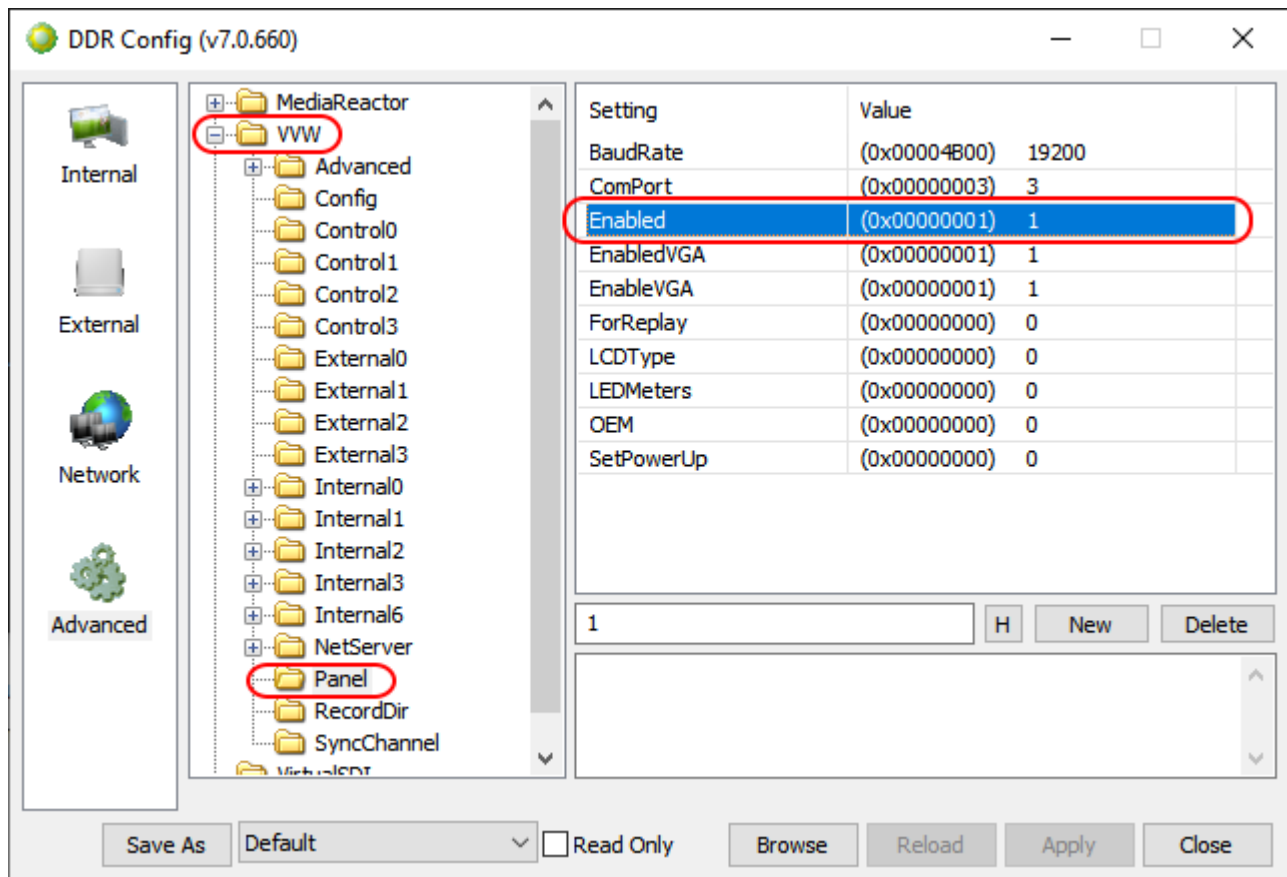 DDR Config (v7.0.660)
Internal
External
Network
Advanced
MediaReactor
VVW
Advanced
Config
Control0
Control1
Control2
Control3
External0
External1
External2
External3
Internal0
Internal1
Internal2
Internal3
Internal6
NetServer
Panel
RecordDir
SyncChannel
VirtualSDI
Setting Value
BaudRate (0x00004B00) 19200
ComPort (0x00000003) 3
Enabled (0x00000001) 1
EnabledVGA (0x00000001) 1
EnableVGA (0x00000001) 1
ForReplay (0x00000000) 0
LCDType (0x00000000) 0
LEDMeters (0x00000000) 0
OEM (0x00000000) 0
SetPowerUp (0x00000000) 0
1 H New Delete
Save As Default Read Only Browse Reload Apply Close